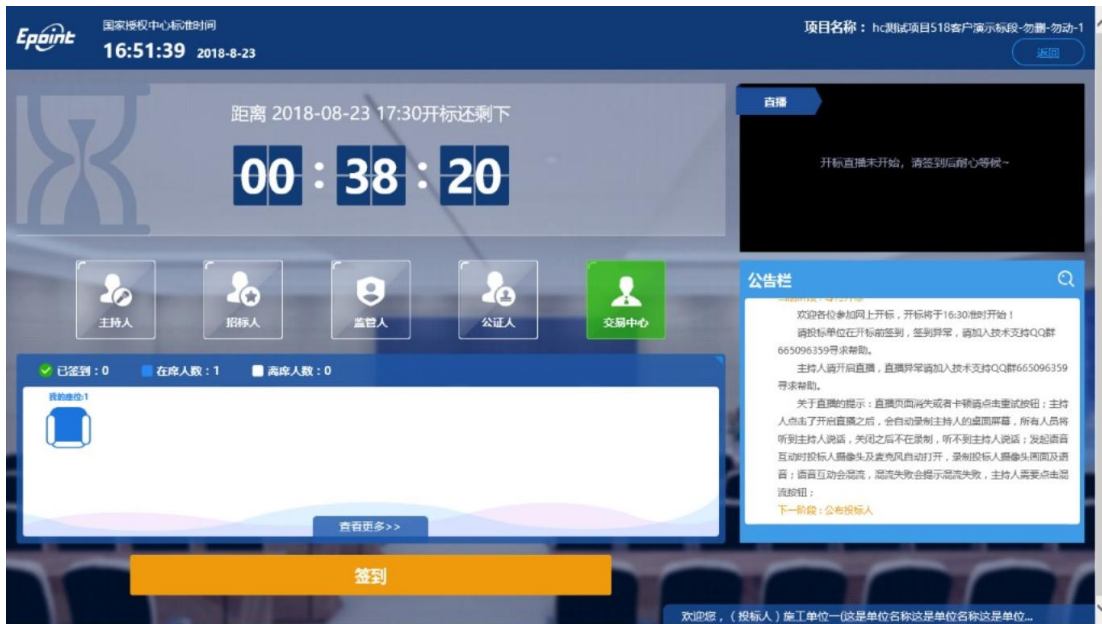 Epoint
国家授权中心标准时间
16:51:39 2018-8-23
项目名称：hc测试项目518客户演示标段-勿删-勿动-1
返回
距离 2018-08-23 17:30开标还剩下
00 : 38 : 20
直播
开标直播未开始，请签到后耐心等候~
主持人
招标人
监管人
公证人
交易中心
公告栏
欢迎各位参加网上开标，开标将于16:30准时开始！
请投标单位在开标前签到，签到异常，请加入技术支持QQ群
665096359寻求帮助。
主持人请开启直播，直播异常请加入技术支持QQ群665096359
寻求帮助。
关于直播的提示：直播页面消失或者卡顿请点击重试按钮；主持
人点击了开启直播之后，会自动录制主持人的桌面屏幕，所有人员将
听到主持人说话，关闭之后不在录制，听不到主持人说话；发起语音
互动时投标人摄像头及麦克风自动打开，录制投标人摄像头画面及语
音；语音互动会混流，混流失败会提示混流失败，主持人需要点击混
流按钮；
下一阶段：公布投标人
已签到：0 在席人数：1 离席人数：0
我的座位:1
查看更多>>
签到
欢迎您，（投标人）施工单位一(这是单位名称这是单位名称这是单位...